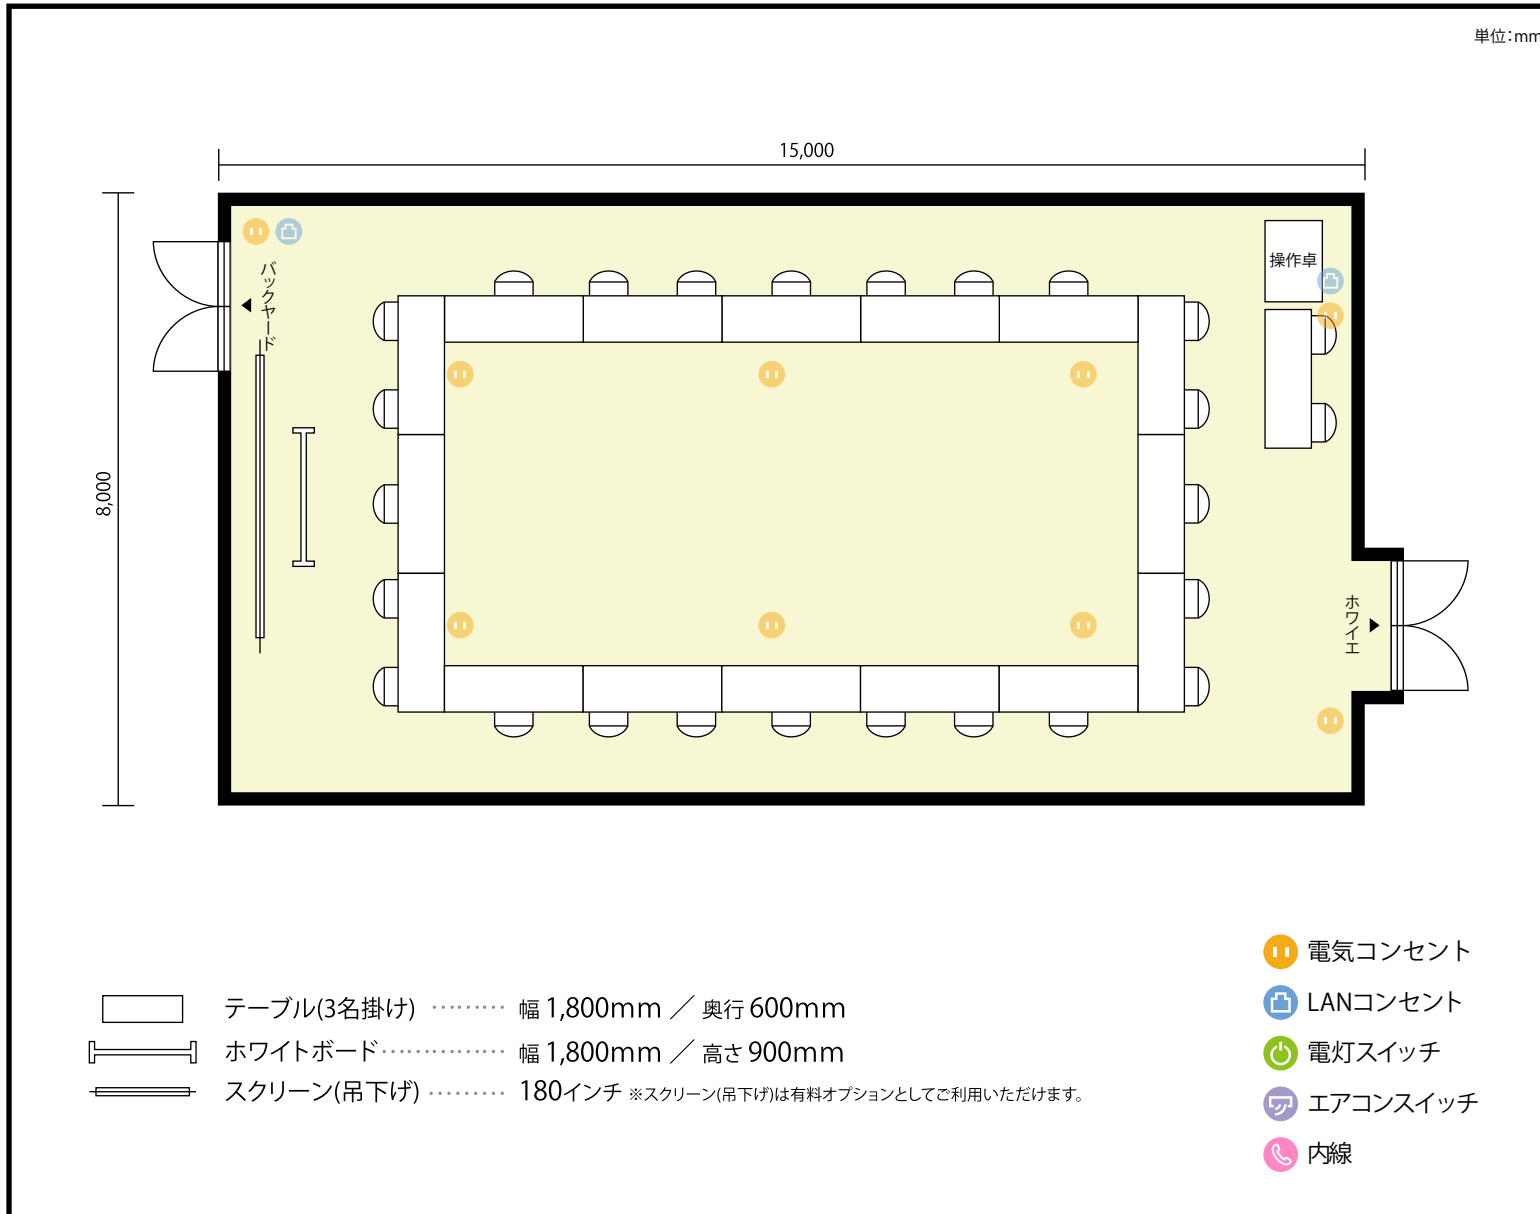 単位：mm
15,000
8,000
バックヤード
操作卓
ホワイエ
テーブル(3名掛け) ········· 幅 1,800mm ／ 奥行 600mm
ホワイトボード··············· 幅 1,800mm ／ 高さ 900mm
スクリーン(吊下げ) ········· 180インチ ※スクリーン(吊下げ)は有料オプションとしてご利用いただけます。
電気コンセント
LANコンセント
電灯スイッチ
エアコンスイッチ
内線